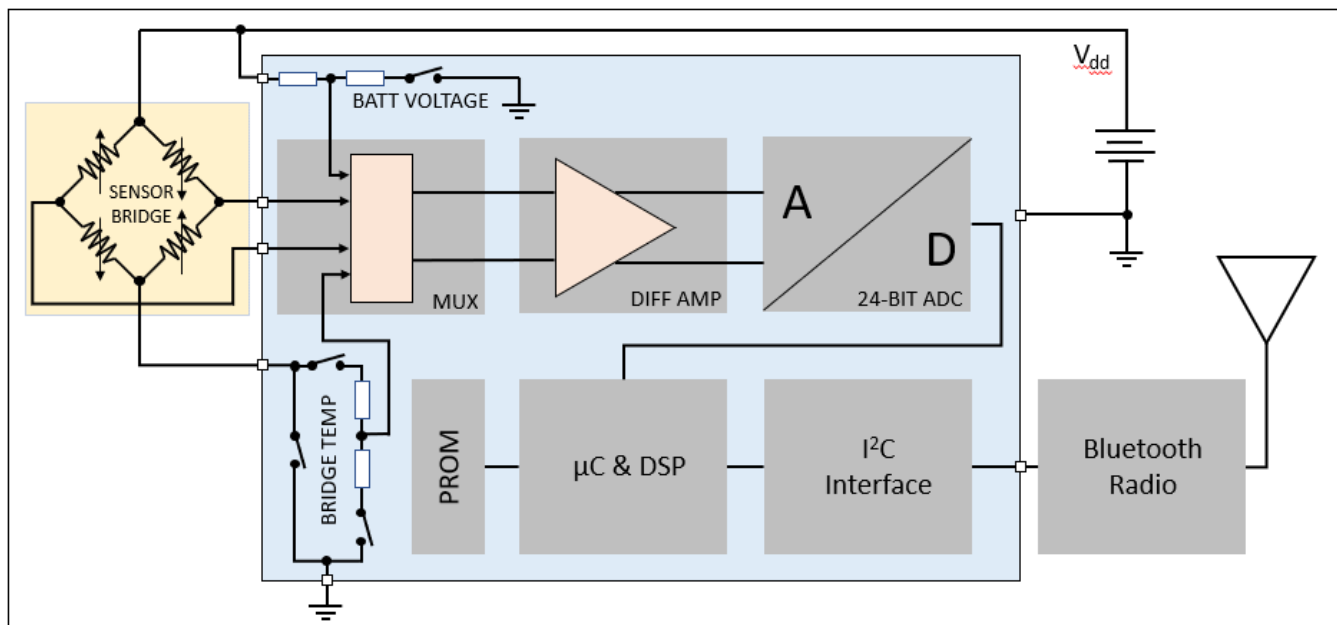 V_dd
BATT VOLTAGE
SENSOR
BRIDGE
MUX
DIFF AMP
A
D
24-BIT ADC
BRIDGE TEMP
PROM
µC & DSP
I²C
Interface
Bluetooth
Radio